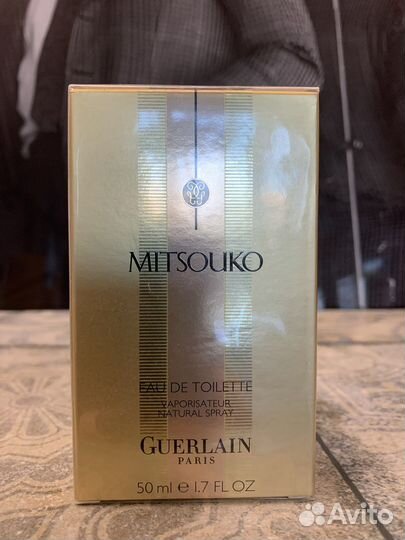 MITSOUKO
EAU DE TOILETTE
VAPORISATEUR
NATURAL SPRAY
GUERLAIN
PARIS
50 ml ℮ 1.7 FL OZ
Avito